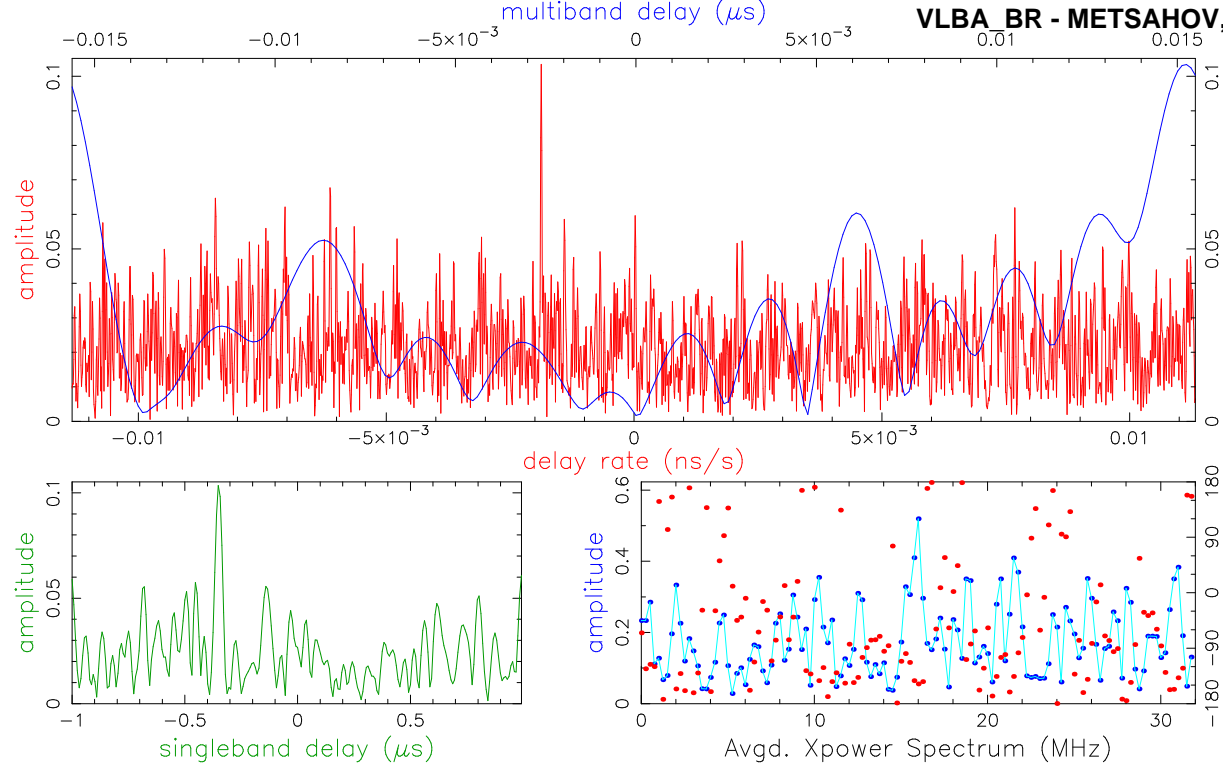 multiband delay (μs)
VLBA_BR - METSAHOV,
−0.015 −0.01 −5×10⁻³ 0 5×10⁻³ 0.01 0.015
amplitude
0 0.05 0.1
0 0.05 0.1
−0.01 −5×10⁻³ 0 5×10⁻³ 0.01
delay rate (ns/s)
amplitude
0 0.05 0.1
−1 −0.5 0 0.5
singleband delay (μs)
amplitude
0 0.2 0.4 0.6
−180 −90 0 90 180
0 10 20 30
Avgd. Xpower Spectrum (MHz)